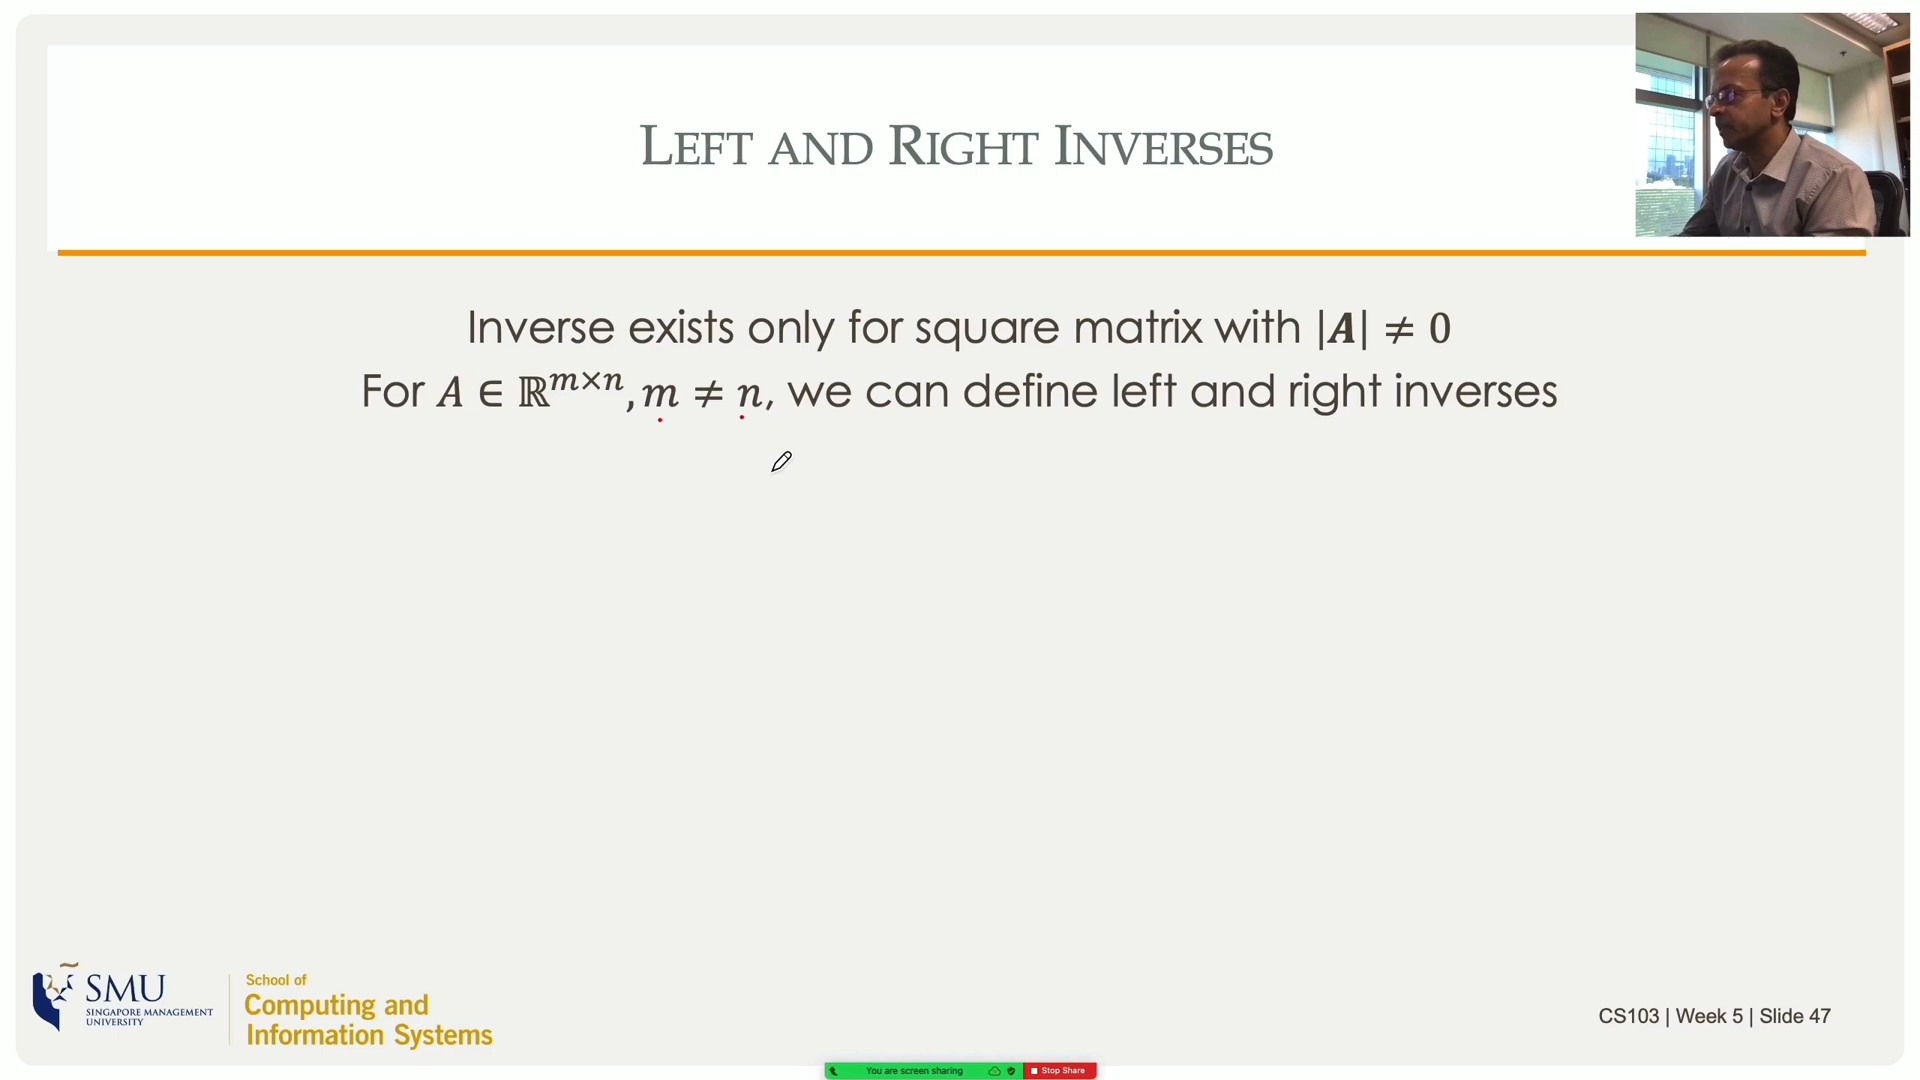 LEFT AND RIGHT INVERSES
Inverse exists only for square matrix with |A| ≠ 0
For A ∈ ℝ^{m×n}, m ≠ n, we can define left and right inverses
SMU
SINGAPORE MANAGEMENT
UNIVERSITY
School of
Computing and
Information Systems
CS103 | Week 5 | Slide 47
You are screen sharing
Stop Share